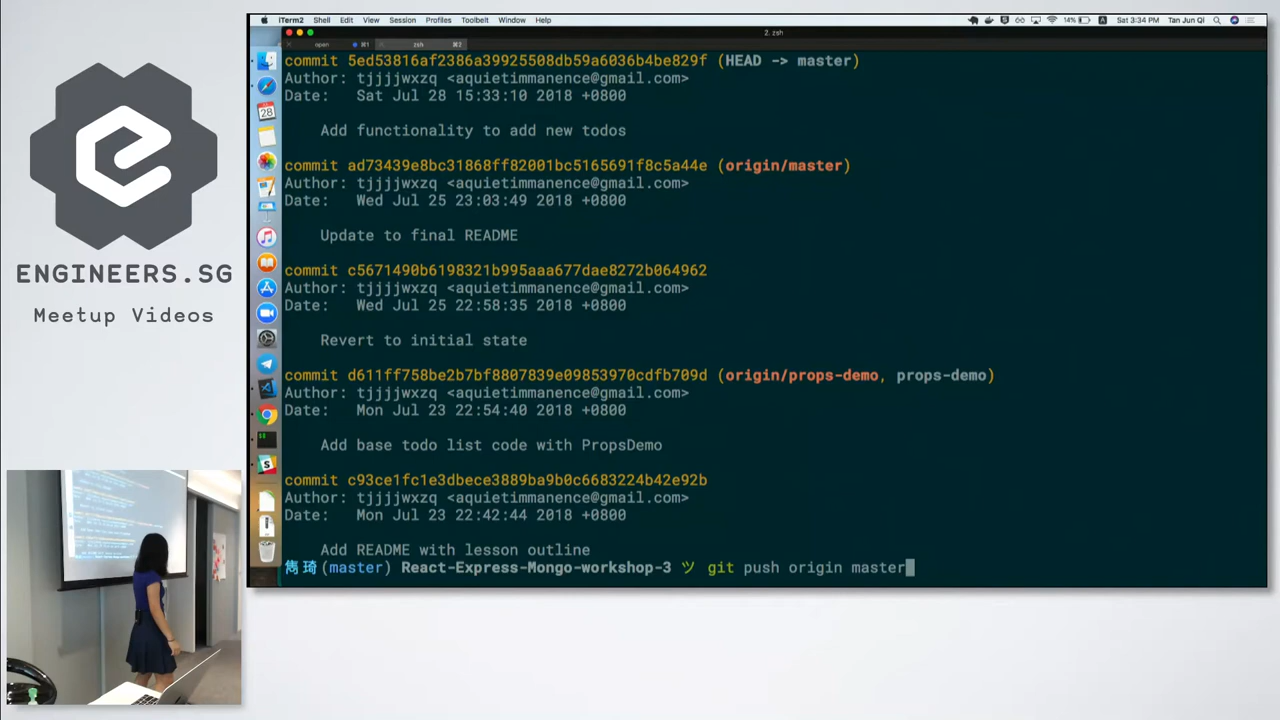 ENGINEERS.SG
Meetup Videos
iTerm2 Shell Edit View Session Profiles Toolbelt Window Help
14% Sat 3:34 PM Tan Jun Qi
2. zsh
open ⌘1 zsh ⌘2
28
commit 5ed53816af2386a39925508db59a6036b4be829f (HEAD -> master)
Author: tjjjjwxzq <aquietimmanence@gmail.com>
Date: Sat Jul 28 15:33:10 2018 +0800
Add functionality to add new todos
commit ad73439e8bc31868ff82001bc5165691f8c5a44e (origin/master)
Author: tjjjjwxzq <aquietimmanence@gmail.com>
Date: Wed Jul 25 23:03:49 2018 +0800
Update to final README
commit c5671490b6198321b995aaa677dae8272b064962
Author: tjjjjwxzq <aquietimmanence@gmail.com>
Date: Wed Jul 25 22:58:35 2018 +0800
Revert to initial state
commit d611ff758be2b7bf8807839e09853970cdfb709d (origin/props-demo, props-demo)
Author: tjjjjwxzq <aquietimmanence@gmail.com>
Date: Mon Jul 23 22:54:40 2018 +0800
Add base todo list code with PropsDemo
commit c93ce1fc1e3dbece3889ba9b0c6683224b42e92b
Author: tjjjjwxzq <aquietimmanence@gmail.com>
Date: Mon Jul 23 22:42:44 2018 +0800
Add README with lesson outline
雋琦(master) React-Express-Mongo-workshop-3 ツ git push origin master